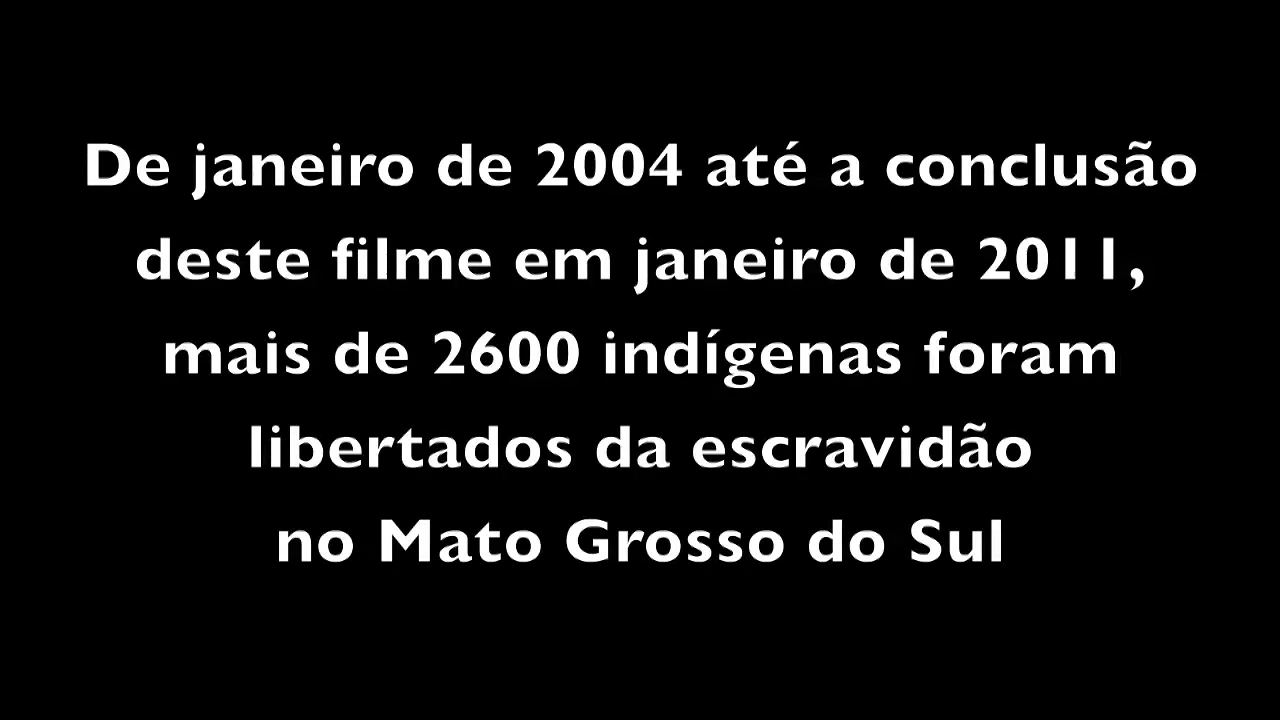 De janeiro de 2004 até a conclusão
deste filme em janeiro de 2011,
mais de 2600 indígenas foram
libertados da escravidão
no Mato Grosso do Sul